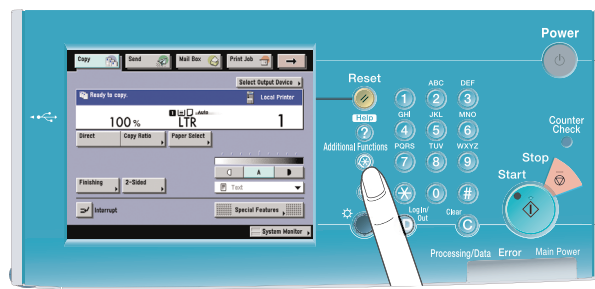 Power
Copy Send Mail Box Print Job
Select Output Device
Reset
Ready to copy.
Local Printer
ABC DEF
1 2 3
100 % LTR Auto 1
Help
?
GHI JKL MNO
4 5 6
Counter
Check
Direct Copy Ratio Paper Select
Additional Functions
PQRS TUV WXYZ
7 8 9
Stop
A
Start
Finishing 2-Sided
Text
0 #
Interrupt
Special Features
Log In/
Out
Clear
C
System Monitor
Processing/Data Error Main Power